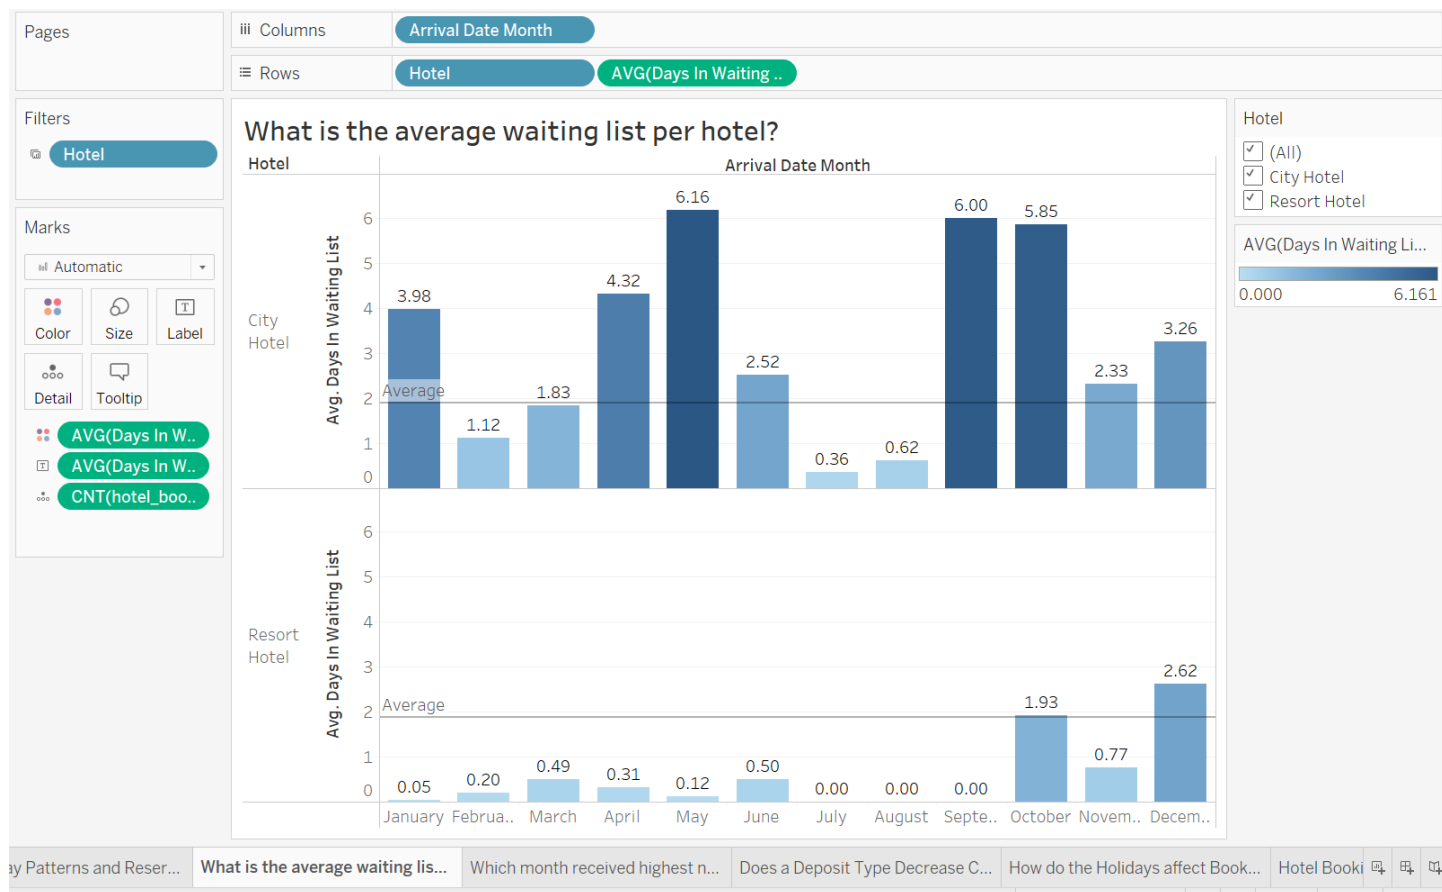 Pages
Columns
Arrival Date Month
Rows
Hotel
AVG(Days In Waiting ..
Filters
Hotel
Marks
Automatic
Color
Size
Label
Detail
Tooltip
AVG(Days In W..
AVG(Days In W..
CNT(hotel_boo..
What is the average waiting list per hotel?
Hotel
Arrival Date Month
City
Hotel
Avg. Days In Waiting List
6
5
4
3
2
1
0
Average
3.98
1.12
1.83
4.32
6.16
2.52
0.36
0.62
6.00
5.85
2.33
3.26
Resort
Hotel
Avg. Days In Waiting List
6
5
4
3
2
1
0
Average
0.05
0.20
0.49
0.31
0.12
0.50
0.00
0.00
0.00
1.93
0.77
2.62
January Februa.. March April May June July August Septe.. October Novem.. Decem..
Hotel
(All)
City Hotel
Resort Hotel
AVG(Days In Waiting Li...
0.000 6.161
ay Patterns and Reser...
What is the average waiting lis...
Which month received highest n...
Does a Deposit Type Decrease C...
How do the Holidays affect Book...
Hotel Booki